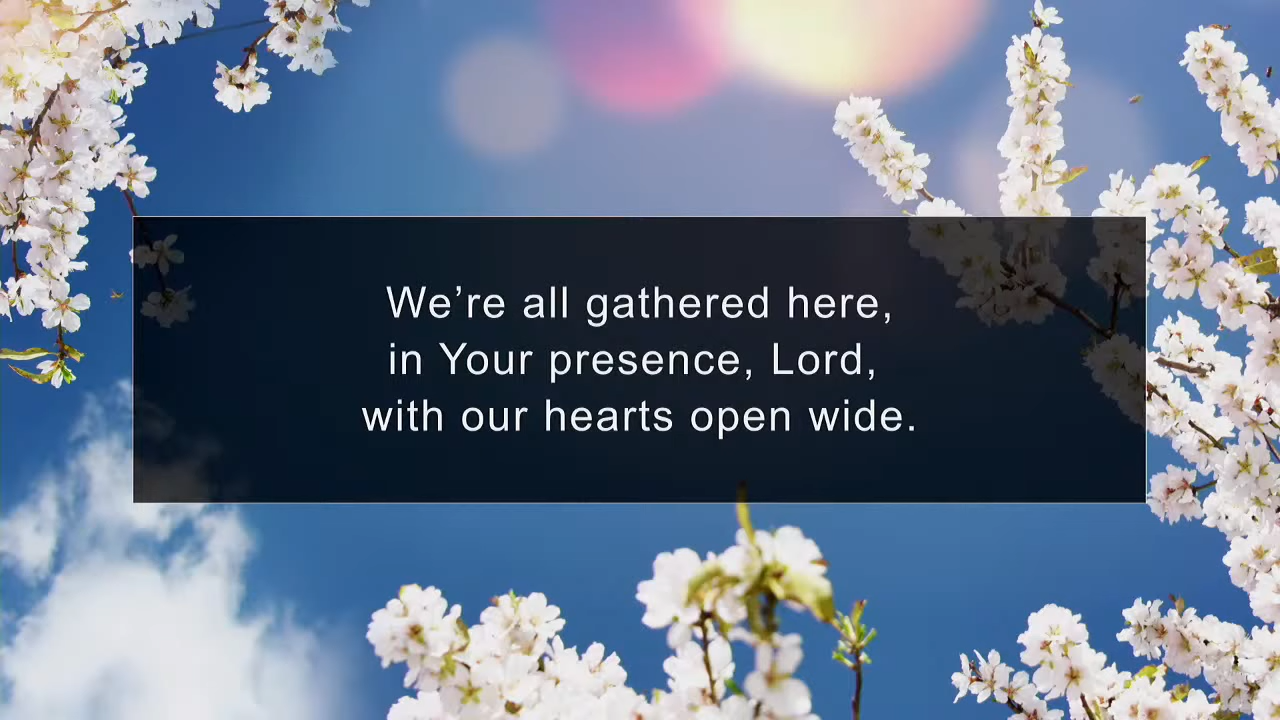 We’re all gathered here,
in Your presence, Lord,
with our hearts open wide.